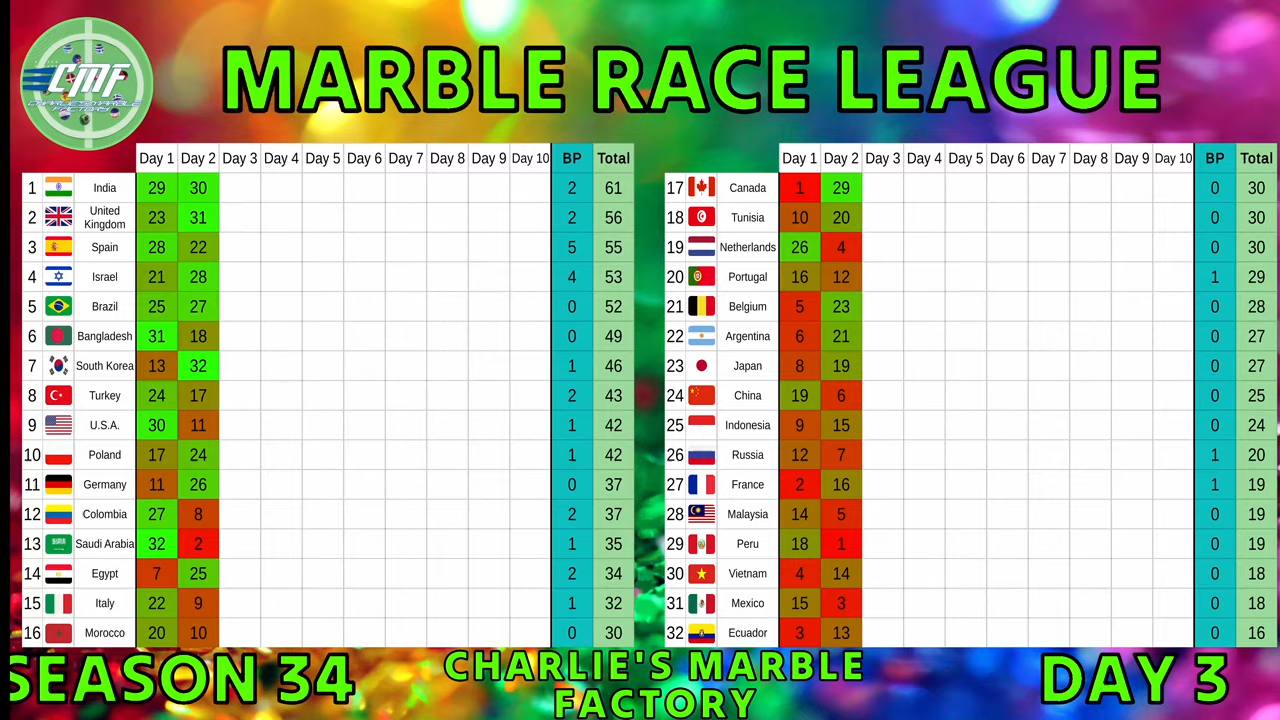 CMF
CHARLIE'S MARBLE
FACTORY
MARBLE RACE LEAGUE
Day 1 Day 2 Day 3 Day 4 Day 5 Day 6 Day 7 Day 8 Day 9 Day 10 BP Total
1 India 29 30 2 61
2 United Kingdom 23 31 2 56
3 Spain 28 22 5 55
4 Israel 21 28 4 53
5 Brazil 25 27 0 52
6 Bangladesh 31 18 0 49
7 South Korea 13 32 1 46
8 Turkey 24 17 2 43
9 U.S.A. 30 11 1 42
10 Poland 17 24 1 42
11 Germany 11 26 0 37
12 Colombia 27 8 2 37
13 Saudi Arabia 32 2 1 35
14 Egypt 7 25 2 34
15 Italy 22 9 1 32
16 Morocco 20 10 0 30
Day 1 Day 2 Day 3 Day 4 Day 5 Day 6 Day 7 Day 8 Day 9 Day 10 BP Total
17 Canada 1 29 0 30
18 Tunisia 10 20 0 30
19 Netherlands 26 4 0 30
20 Portugal 16 12 1 29
21 Belgium 5 23 0 28
22 Argentina 6 21 0 27
23 Japan 8 19 0 27
24 China 19 6 0 25
25 Indonesia 9 15 0 24
26 Russia 12 7 1 20
27 France 2 16 1 19
28 Malaysia 14 5 0 19
29 Peru 18 1 0 19
30 Vietnam 4 14 0 18
31 Mexico 15 3 0 18
32 Ecuador 3 13 0 16
SEASON 34
CHARLIE'S MARBLE
FACTORY
DAY 3